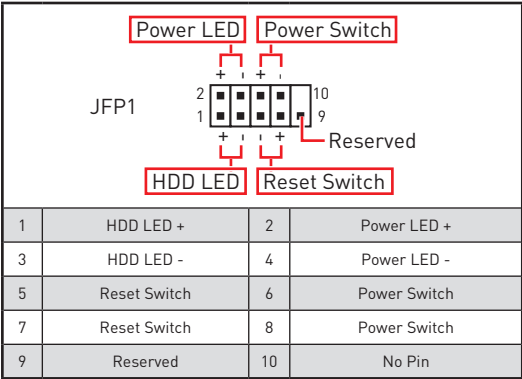 Power LED Power Switch
+ - + -
JFP1
2 10
1 9
+ - - +
Reserved
HDD LED Reset Switch
1 HDD LED + 2 Power LED +
3 HDD LED - 4 Power LED -
5 Reset Switch 6 Power Switch
7 Reset Switch 8 Power Switch
9 Reserved 10 No Pin